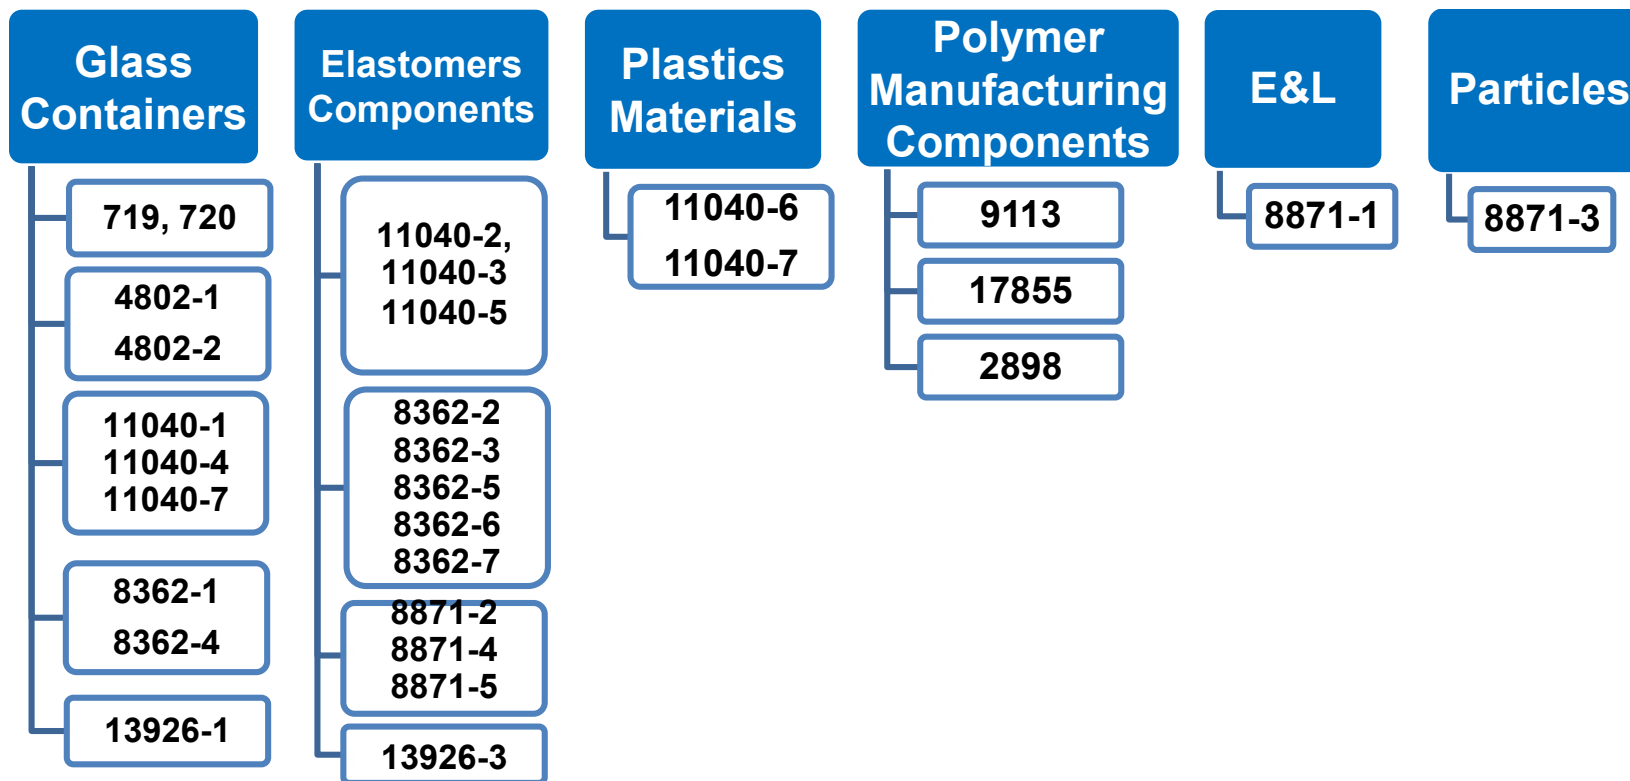 Glass
Containers
719, 720
4802-1
4802-2
11040-1
11040-4
11040-7
8362-1
8362-4
13926-1
Elastomers
Components
11040-2,
11040-3
11040-5
8362-2
8362-3
8362-5
8362-6
8362-7
8871-2
8871-4
8871-5
13926-3
Plastics
Materials
11040-6
11040-7
Polymer
Manufacturing
Components
9113
17855
2898
E&L
8871-1
Particles
8871-3